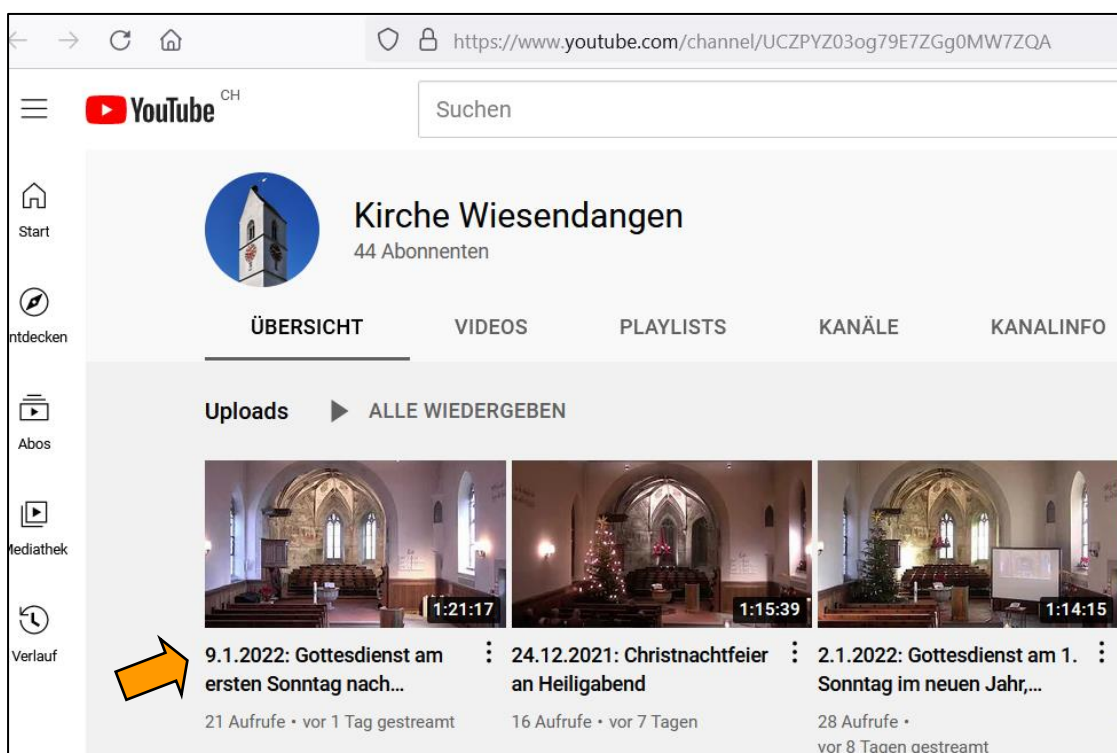 https://www.youtube.com/channel/UCZPYZ03og79E7ZGg0MW7ZQA
YouTube CH
Suchen
Start
ntdecken
Abos
Mediathek
Verlauf
Kirche Wiesendangen
44 Abonnenten
ÜBERSICHT VIDEOS PLAYLISTS KANÄLE KANALINFO
Uploads ALLE WIEDERGEBEN
1:21:17
9.1.2022: Gottesdienst am
ersten Sonntag nach...
21 Aufrufe • vor 1 Tag gestreamt
1:15:39
24.12.2021: Christnachtfeier
an Heiligabend
16 Aufrufe • vor 7 Tagen
1:14:15
2.1.2022: Gottesdienst am 1.
Sonntag im neuen Jahr,...
28 Aufrufe •
vor 8 Tagen gestreamt